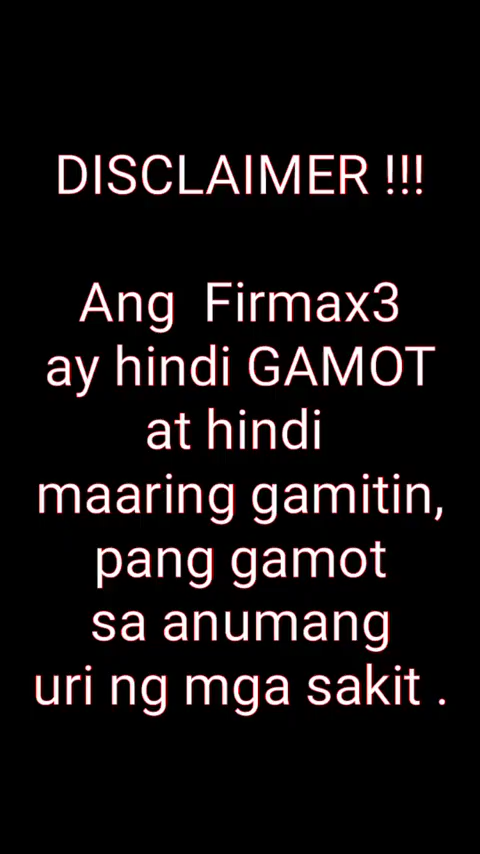 DISCLAIMER !!!
Ang Firmax3
ay hindi GAMOT
at hindi
maaring gamitin,
pang gamot
sa anumang
uri ng mga sakit .